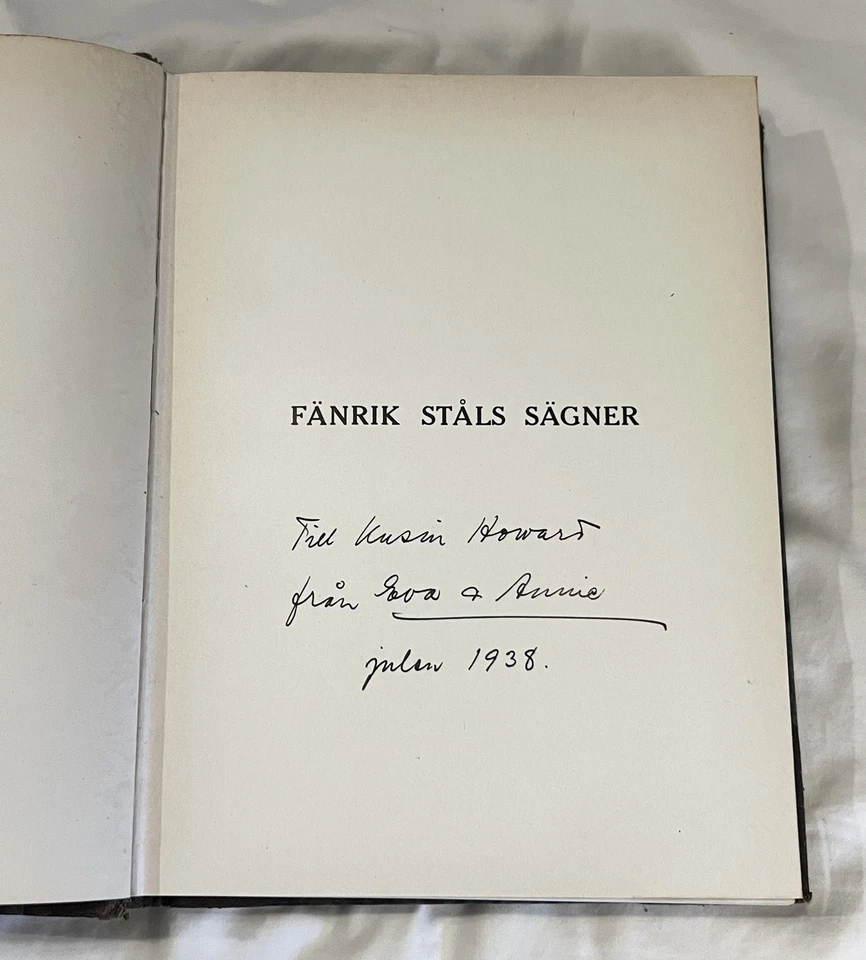 FÄNRIK STÅLS SÄGNER
Till Kusin Howard
från Eva & Annie
julen 1938.